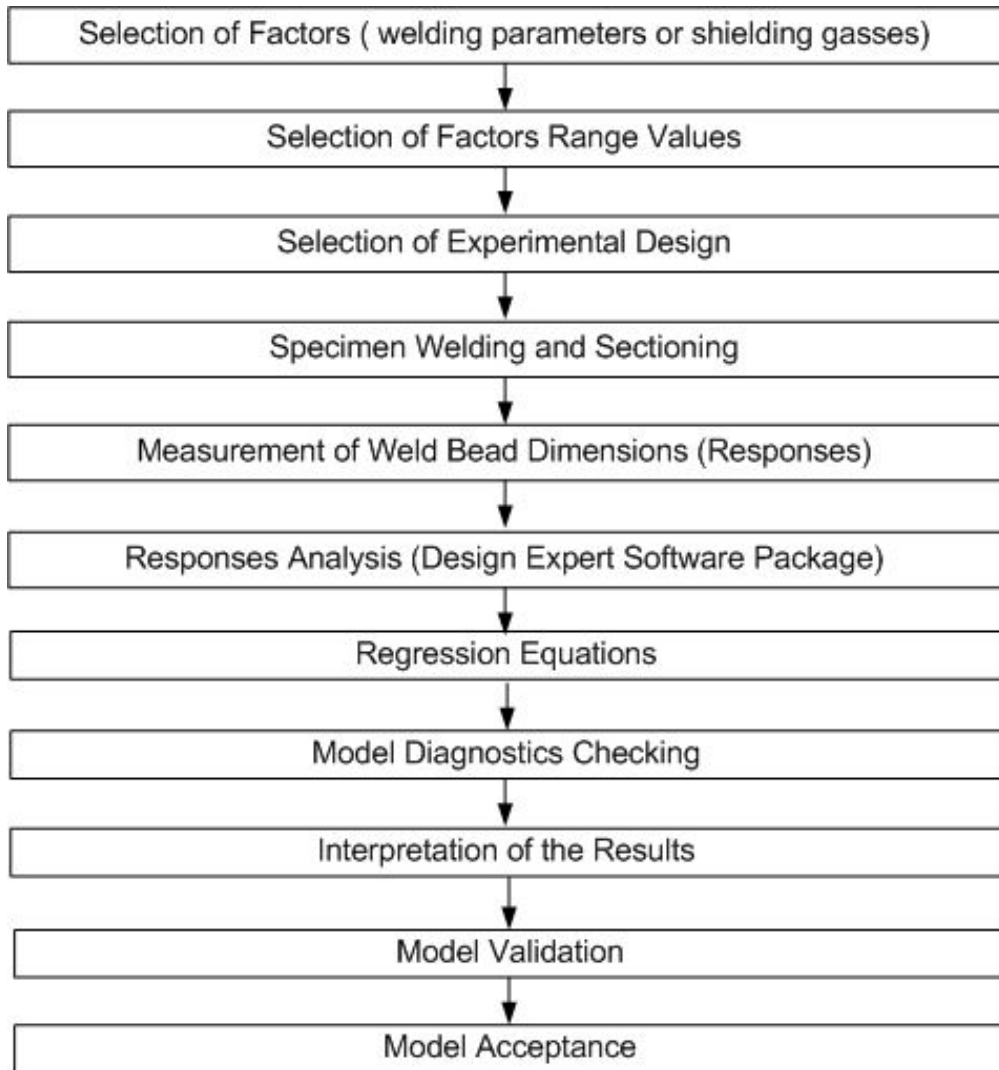 Selection of Factors ( welding parameters or shielding gasses)
Selection of Factors Range Values
Selection of Experimental Design
Specimen Welding and Sectioning
Measurement of Weld Bead Dimensions (Responses)
Responses Analysis (Design Expert Software Package)
Regression Equations
Model Diagnostics Checking
Interpretation of the Results
Model Validation
Model Acceptance